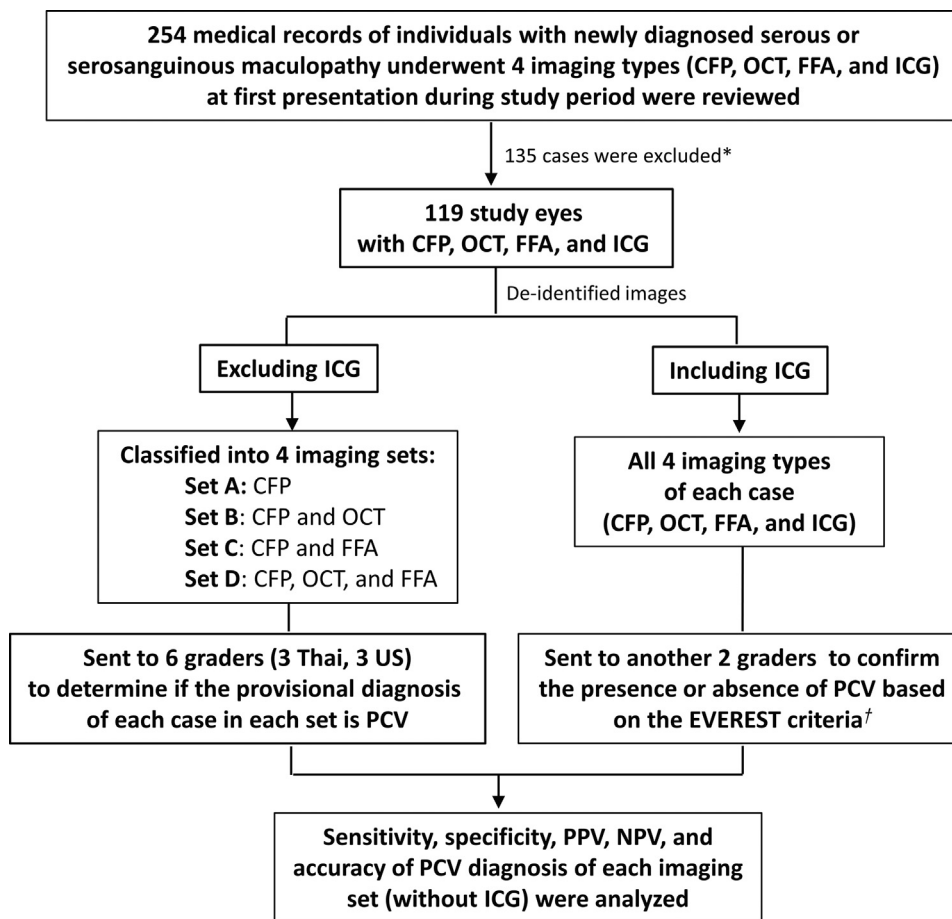 254 medical records of individuals with newly diagnosed serous or
serosanguinous maculopathy underwent 4 imaging types (CFP, OCT, FFA, and ICG)
at first presentation during study period were reviewed
135 cases were excluded*
119 study eyes
with CFP, OCT, FFA, and ICG
De-identified images
Excluding ICG
Including ICG
Classified into 4 imaging sets:
Set A: CFP
Set B: CFP and OCT
Set C: CFP and FFA
Set D: CFP, OCT, and FFA
All 4 imaging types
of each case
(CFP, OCT, FFA, and ICG)
Sent to 6 graders (3 Thai, 3 US)
to determine if the provisional diagnosis
of each case in each set is PCV
Sent to another 2 graders to confirm
the presence or absence of PCV based
on the EVEREST criteria†
Sensitivity, specificity, PPV, NPV, and
accuracy of PCV diagnosis of each imaging
set (without ICG) were analyzed